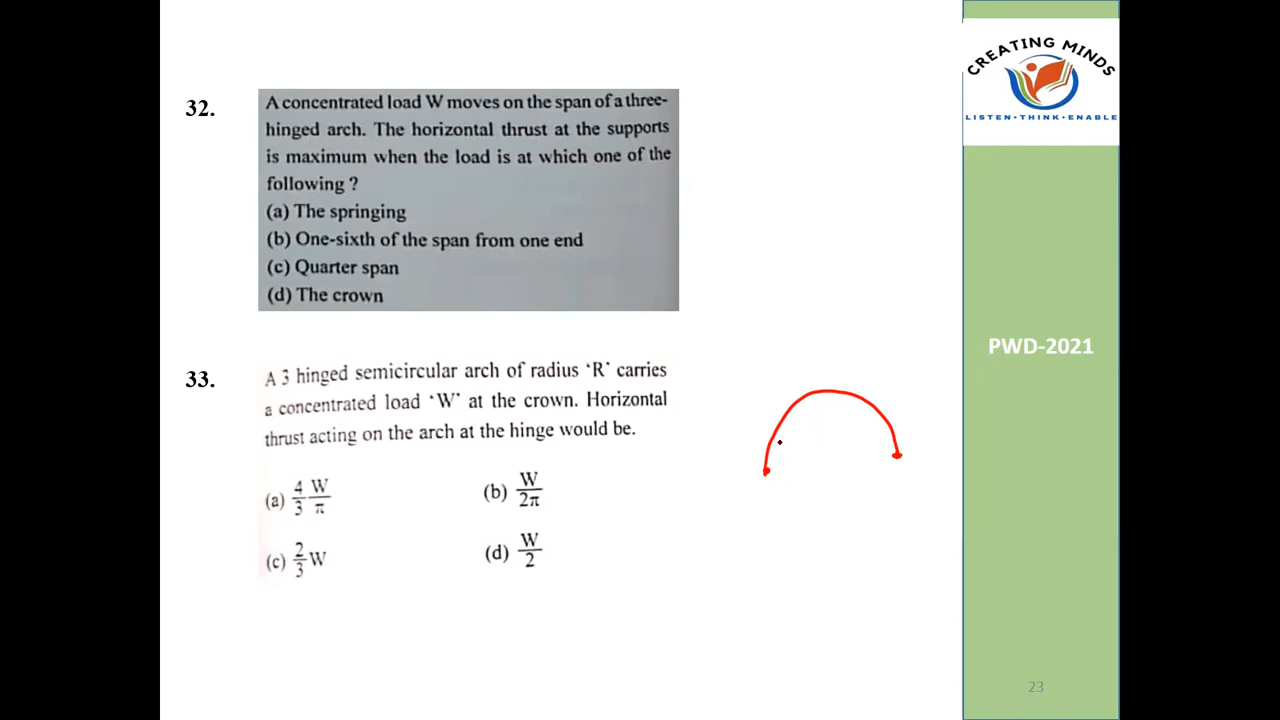 CREATING MINDS
LISTEN • THINK • ENABLE
32.
A concentrated load W moves on the span of a three-
hinged arch. The horizontal thrust at the supports
is maximum when the load is at which one of the
following ?
(a) The springing
(b) One-sixth of the span from one end
(c) Quarter span
(d) The crown
PWD-2021
33.
A 3 hinged semicircular arch of radius ‘R’ carries
a concentrated load ‘W’ at the crown. Horizontal
thrust acting on the arch at the hinge would be.
(a) 4/3 W/π (b) W/2π
(c) 2/3 W (d) W/2
23